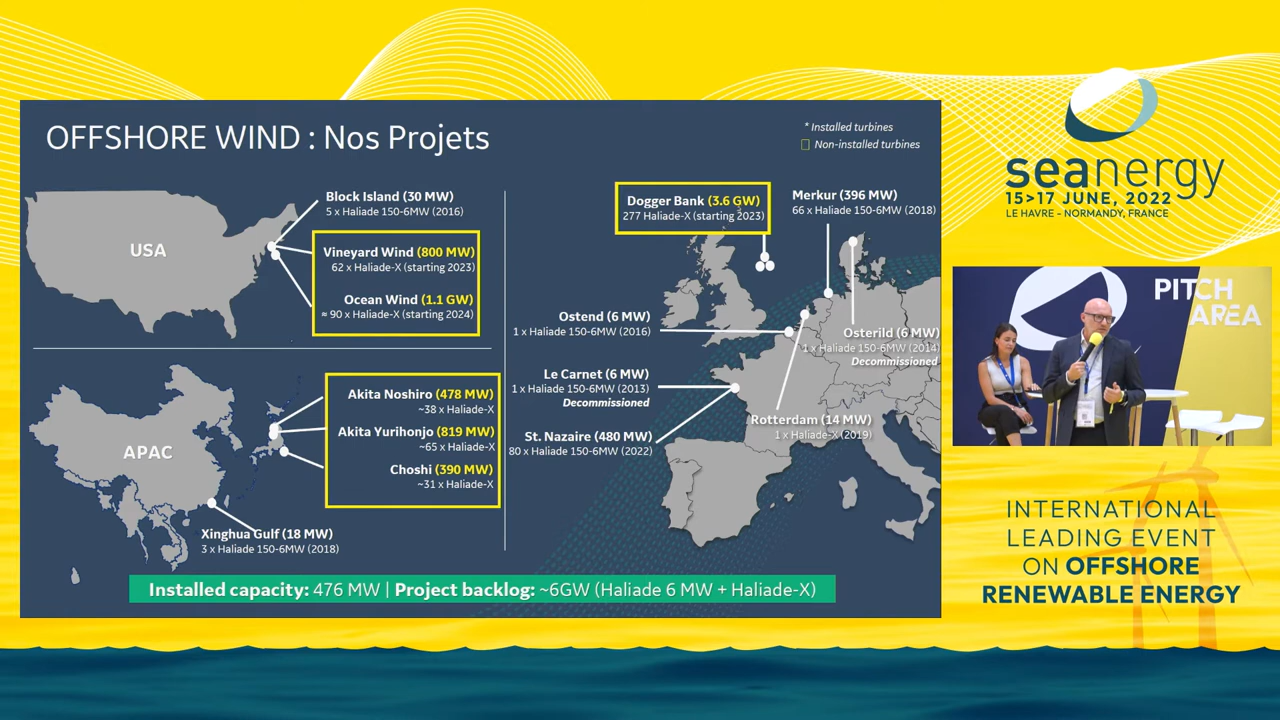 OFFSHORE WIND : Nos Projets
* Installed turbines
Non-installed turbines
USA
Block Island (30 MW)
5 x Haliade 150-6MW (2016)
Vineyard Wind (800 MW)
62 x Haliade-X (starting 2023)
Ocean Wind (1.1 GW)
≈ 90 x Haliade-X (starting 2024)
APAC
Akita Noshiro (478 MW)
~38 x Haliade-X
Akita Yurihonjo (819 MW)
~65 x Haliade-X
Choshi (390 MW)
~31 x Haliade-X
Xinghua Gulf (18 MW)
3 x Haliade 150-6MW (2018)
Dogger Bank (3.6 GW)
277 Haliade-X (starting 2023)
Merkur (396 MW)
66 x Haliade 150-6MW (2018)
Ostend (6 MW)
1 x Haliade 150-6MW (2016)
Osterild (6 MW)
1 x Haliade 150-6MW (2014)
Decommissioned
Le Carnet (6 MW)
1 x Haliade 150-6MW (2013)
Decommissioned
Rotterdam (14 MW)
1 x Haliade-X (2019)
St. Nazaire (480 MW)
80 x Haliade 150-6MW (2022)
Installed capacity: 476 MW | Project backlog: ~6GW (Haliade 6 MW + Haliade-X)
seanergy
15>17 JUNE, 2022
LE HAVRE - NORMANDY, FRANCE
PITCH
AREA
INTERNATIONAL
LEADING EVENT
ON OFFSHORE
RENEWABLE ENERGY